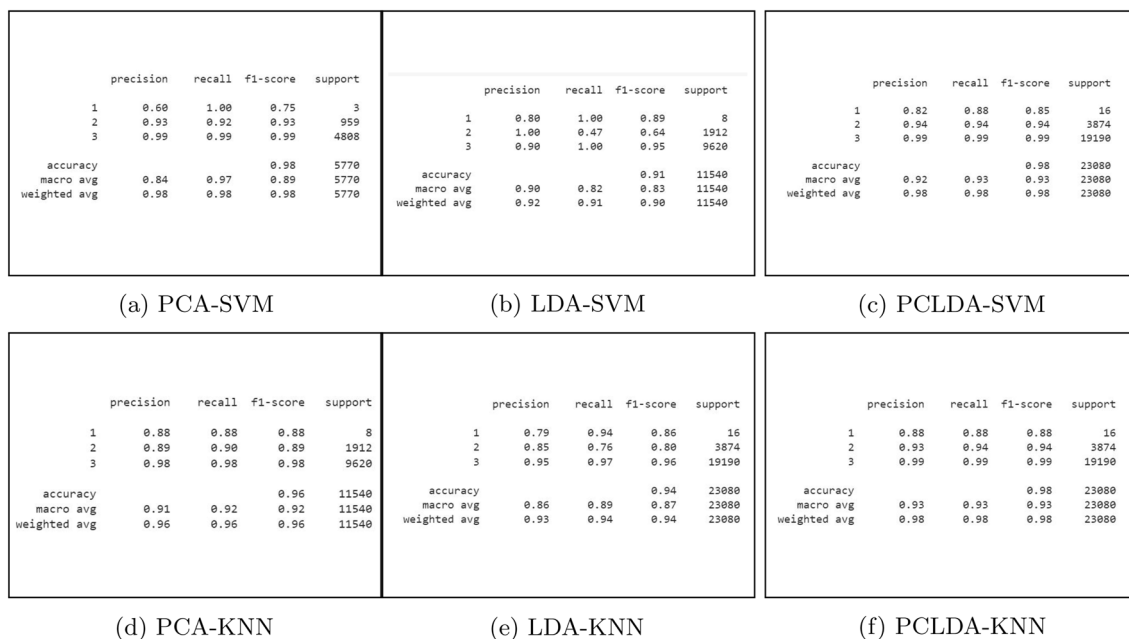 precision recall f1-score support
1 0.60 1.00 0.75 3
2 0.93 0.92 0.93 959
3 0.99 0.99 0.99 4808
accuracy 0.98 5770
macro avg 0.84 0.97 0.89 5770
weighted avg 0.98 0.98 0.98 5770
(a) PCA-SVM
precision recall f1-score support
1 0.80 1.00 0.89 8
2 1.00 0.47 0.64 1912
3 0.90 1.00 0.95 9620
accuracy 0.91 11540
macro avg 0.90 0.82 0.83 11540
weighted avg 0.92 0.91 0.90 11540
(b) LDA-SVM
precision recall f1-score support
1 0.82 0.88 0.85 16
2 0.94 0.94 0.94 3874
3 0.99 0.99 0.99 19190
accuracy 0.98 23080
macro avg 0.92 0.93 0.93 23080
weighted avg 0.98 0.98 0.98 23080
(c) PCLDA-SVM
precision recall f1-score support
1 0.88 0.88 0.88 8
2 0.89 0.90 0.89 1912
3 0.98 0.98 0.98 9620
accuracy 0.96 11540
macro avg 0.91 0.92 0.92 11540
weighted avg 0.96 0.96 0.96 11540
(d) PCA-KNN
precision recall f1-score support
1 0.79 0.94 0.86 16
2 0.85 0.76 0.80 3874
3 0.95 0.97 0.96 19190
accuracy 0.94 23080
macro avg 0.86 0.89 0.87 23080
weighted avg 0.93 0.94 0.94 23080
(e) LDA-KNN
precision recall f1-score support
1 0.88 0.88 0.88 16
2 0.93 0.94 0.94 3874
3 0.99 0.99 0.99 19190
accuracy 0.98 23080
macro avg 0.93 0.93 0.93 23080
weighted avg 0.98 0.98 0.98 23080
(f) PCLDA-KNN